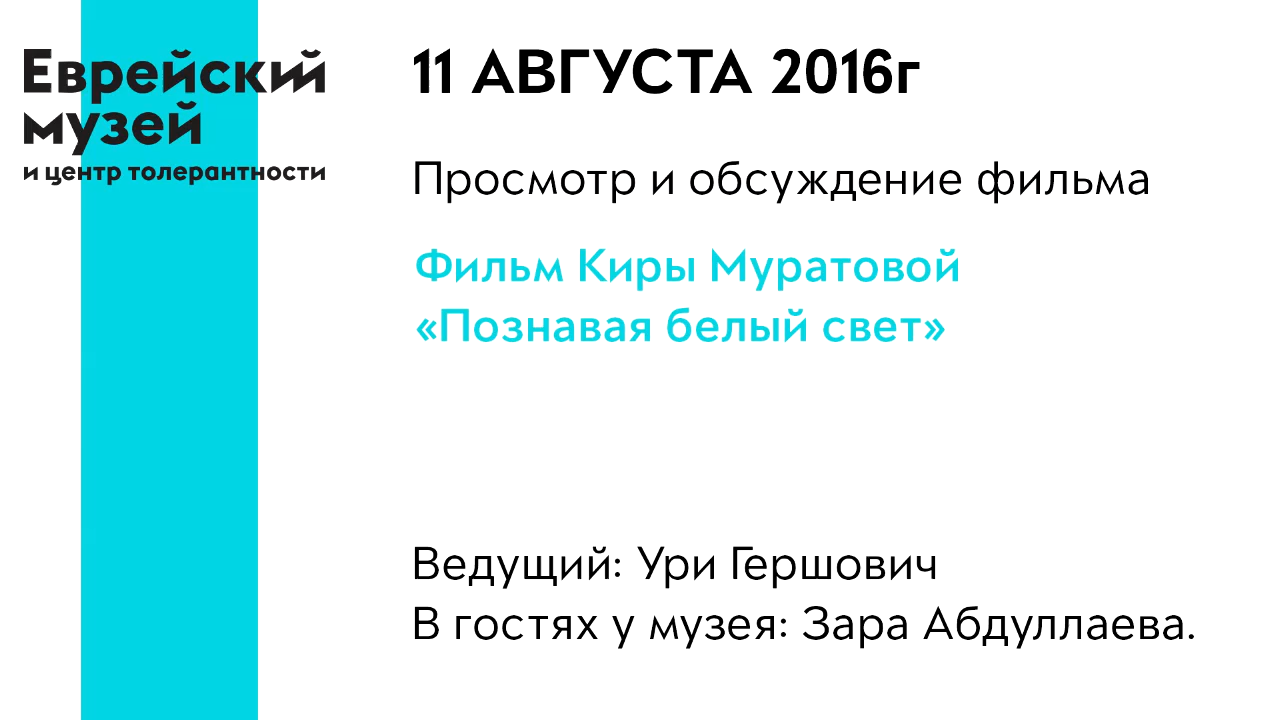 Еврейский
музей
и центр толерантности
11 АВГУСТА 2016г
Просмотр и обсуждение фильма
Фильм Киры Муратовой
«Познавая белый свет»
Ведущий: Ури Гершович
В гостях у музея: Зара Абдуллаева.